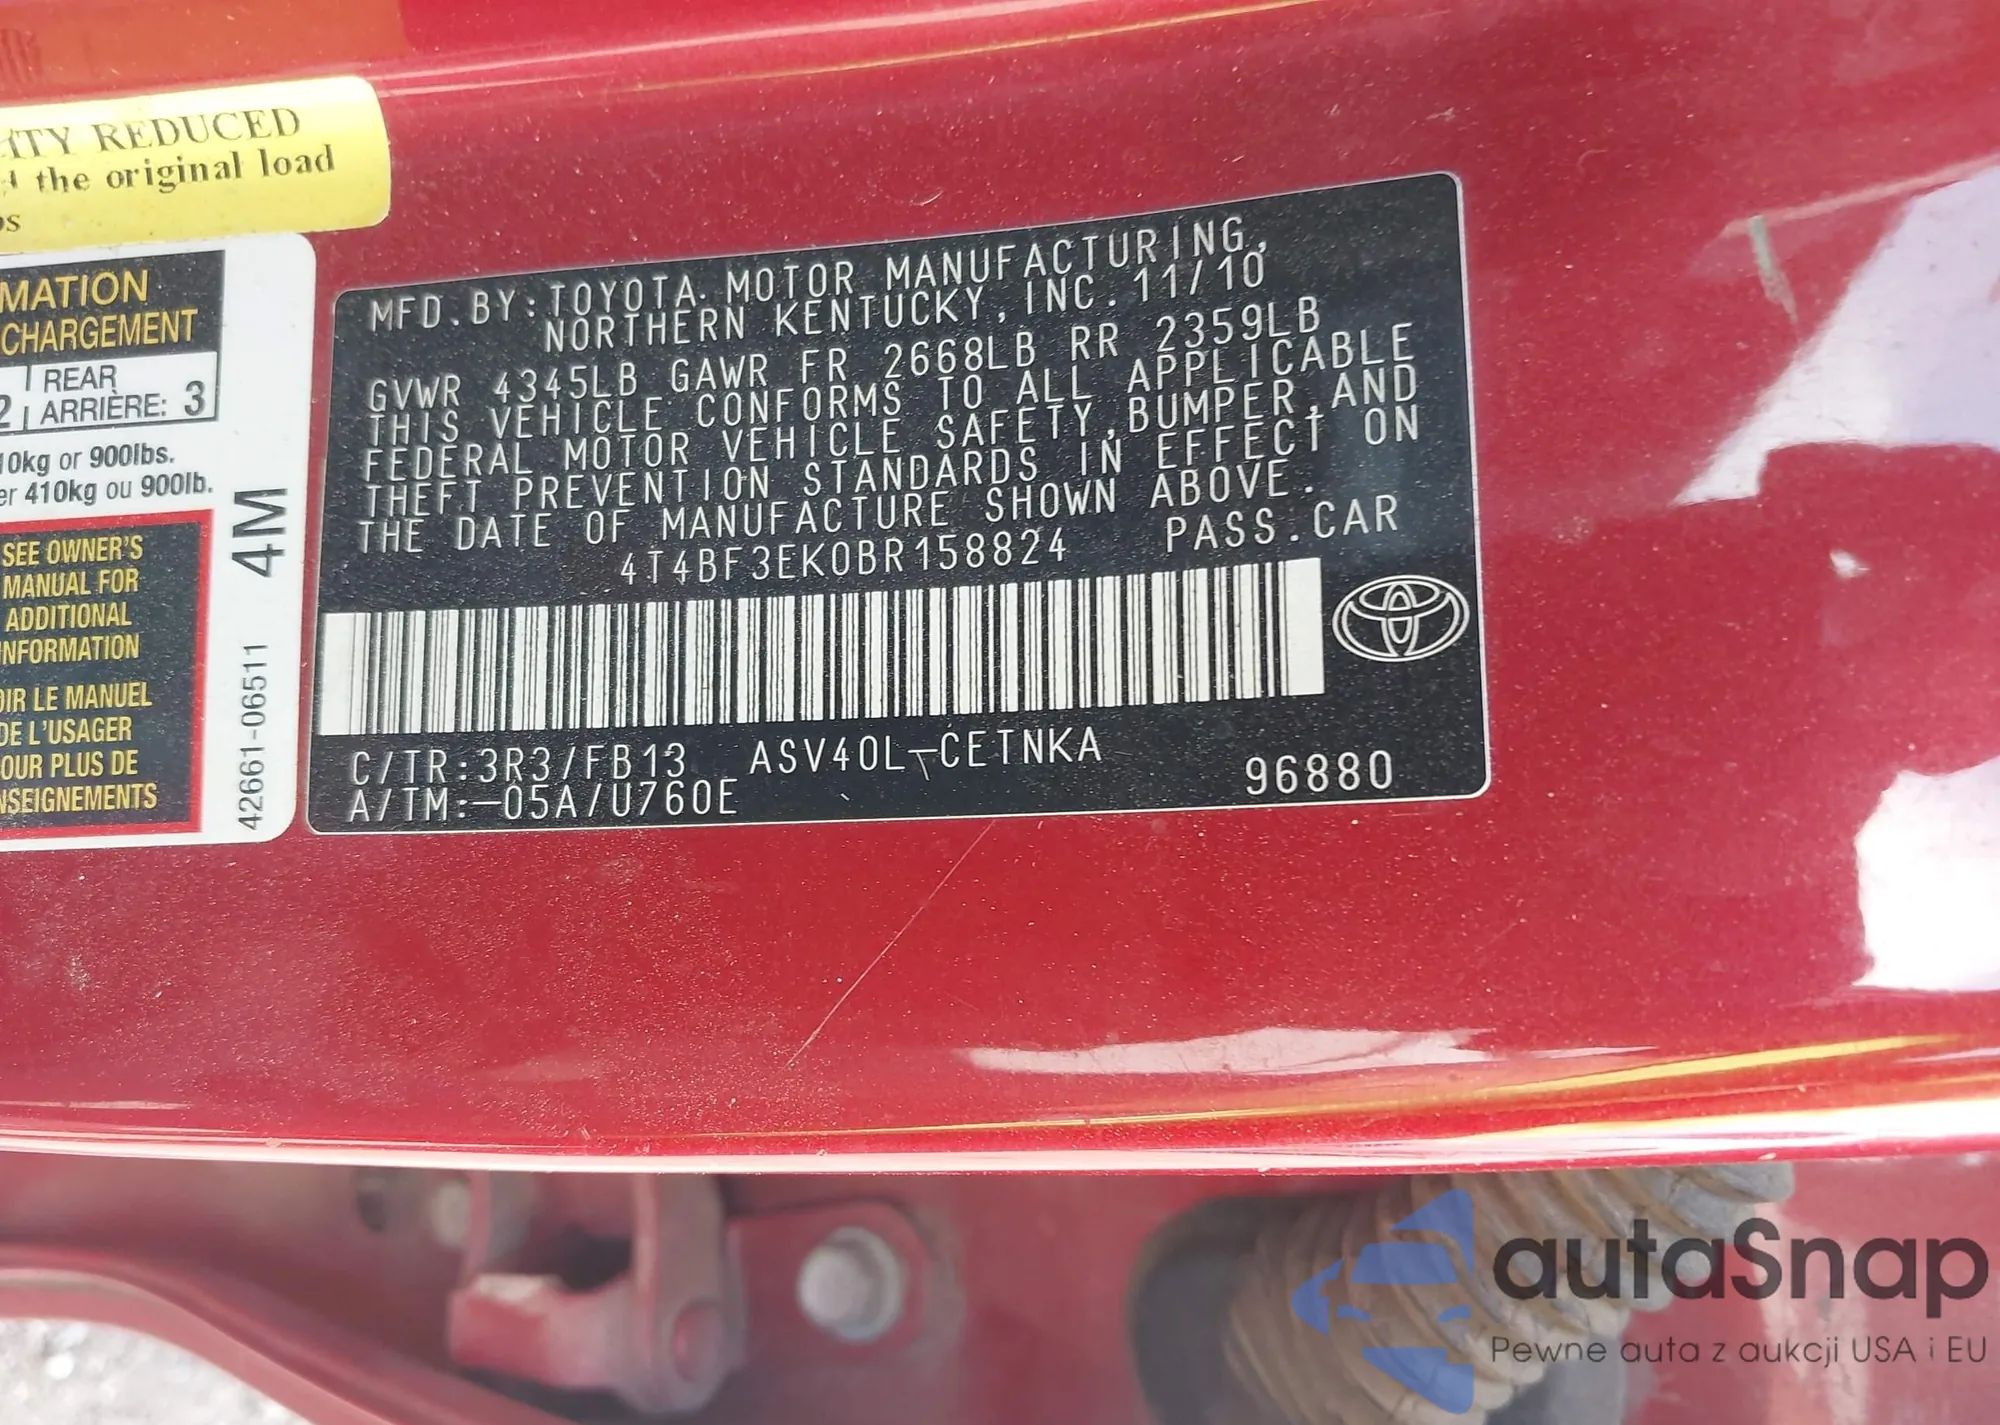 TY REDUCED
the original load
MATION
CHARGEMENT
2 REAR
ARRIÈRE: 3
10kg or 900lbs.
er 410kg ou 900lb.
SEE OWNER'S
MANUAL FOR
ADDITIONAL
INFORMATION
OIR LE MANUEL
DE L'USAGER
OUR PLUS DE
NSEIGNEMENTS
42661-06511 4M
MFD.BY:TOYOTA MOTOR MANUFACTURING,
NORTHERN KENTUCKY, INC. 11/10
GVWR 4345LB GAWR FR 2668LB RR 2359LB
THIS VEHICLE CONFORMS TO ALL APPLICABLE
FEDERAL MOTOR VEHICLE SAFETY,BUMPER,AND
THEFT PREVENTION STANDARDS IN EFFECT ON
THE DATE OF MANUFACTURE SHOWN ABOVE.
4T4BF3EK0BR158824 PASS.CAR
C/TR:3R3/FB13 ASV40L-CETNKA
A/TM:-05A/U760E 96880
autaSnap
Pewne auta z aukcji USA i EU